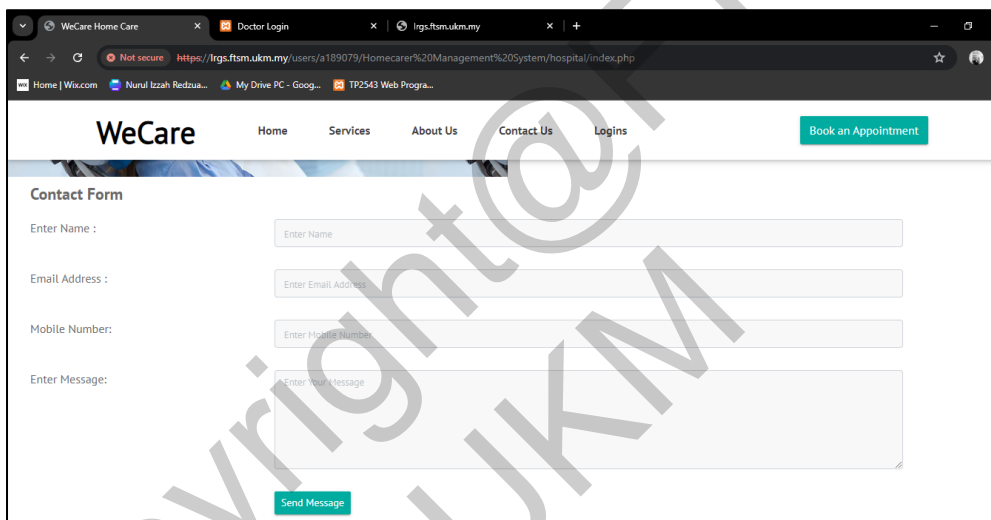 WeCare Home Care
Doctor Login
lrgs.ftsm.ukm.my
Not secure https://lrgs.ftsm.ukm.my/users/a189079/Homecarer%20Management%20System/hospital/index.php
WIX Home | Wix.com Nurul Izzah Redzua... My Drive PC - Goog... TP2543 Web Progra...
WeCare Home Services About Us Contact Us Logins Book an Appointment
Contact Form
Enter Name : Enter Name
Email Address : Enter Email Address
Mobile Number: Enter Mobile Number
Enter Message: Enter Your Message
Send Message
UKM